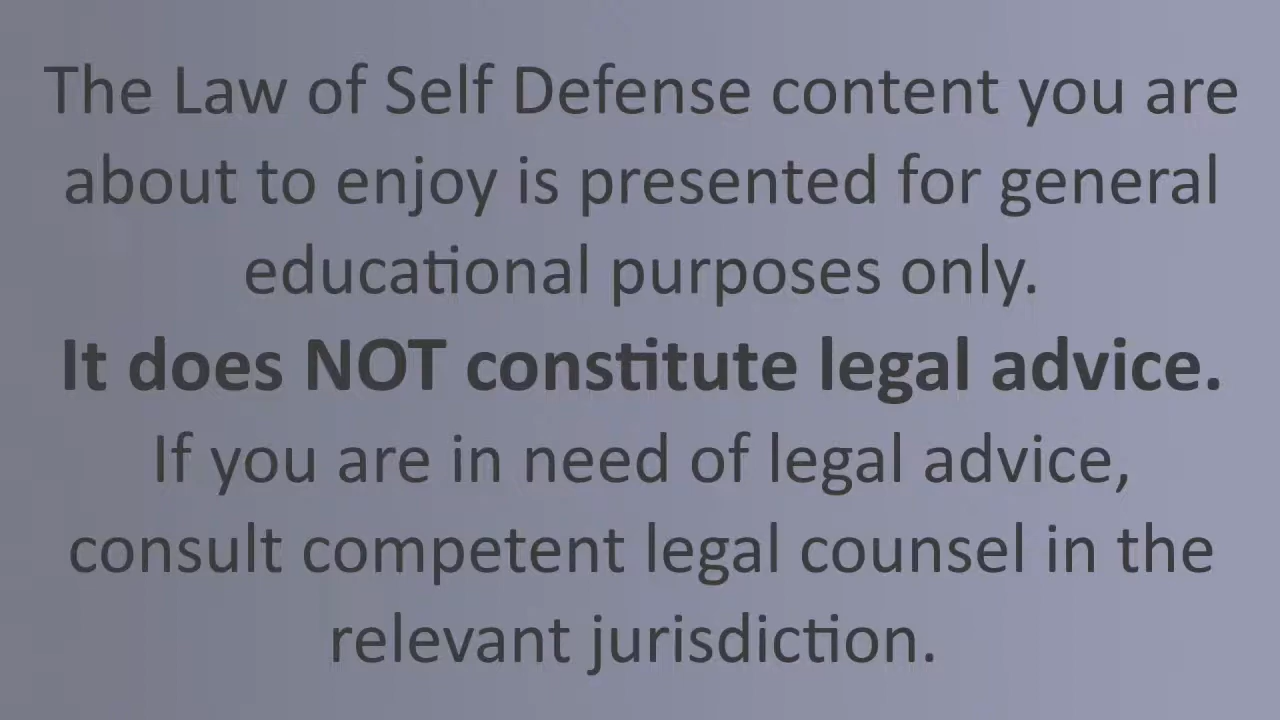 The Law of Self Defense content you are
about to enjoy is presented for general
educational purposes only.
It does NOT constitute legal advice.
If you are in need of legal advice,
consult competent legal counsel in the
relevant jurisdiction.